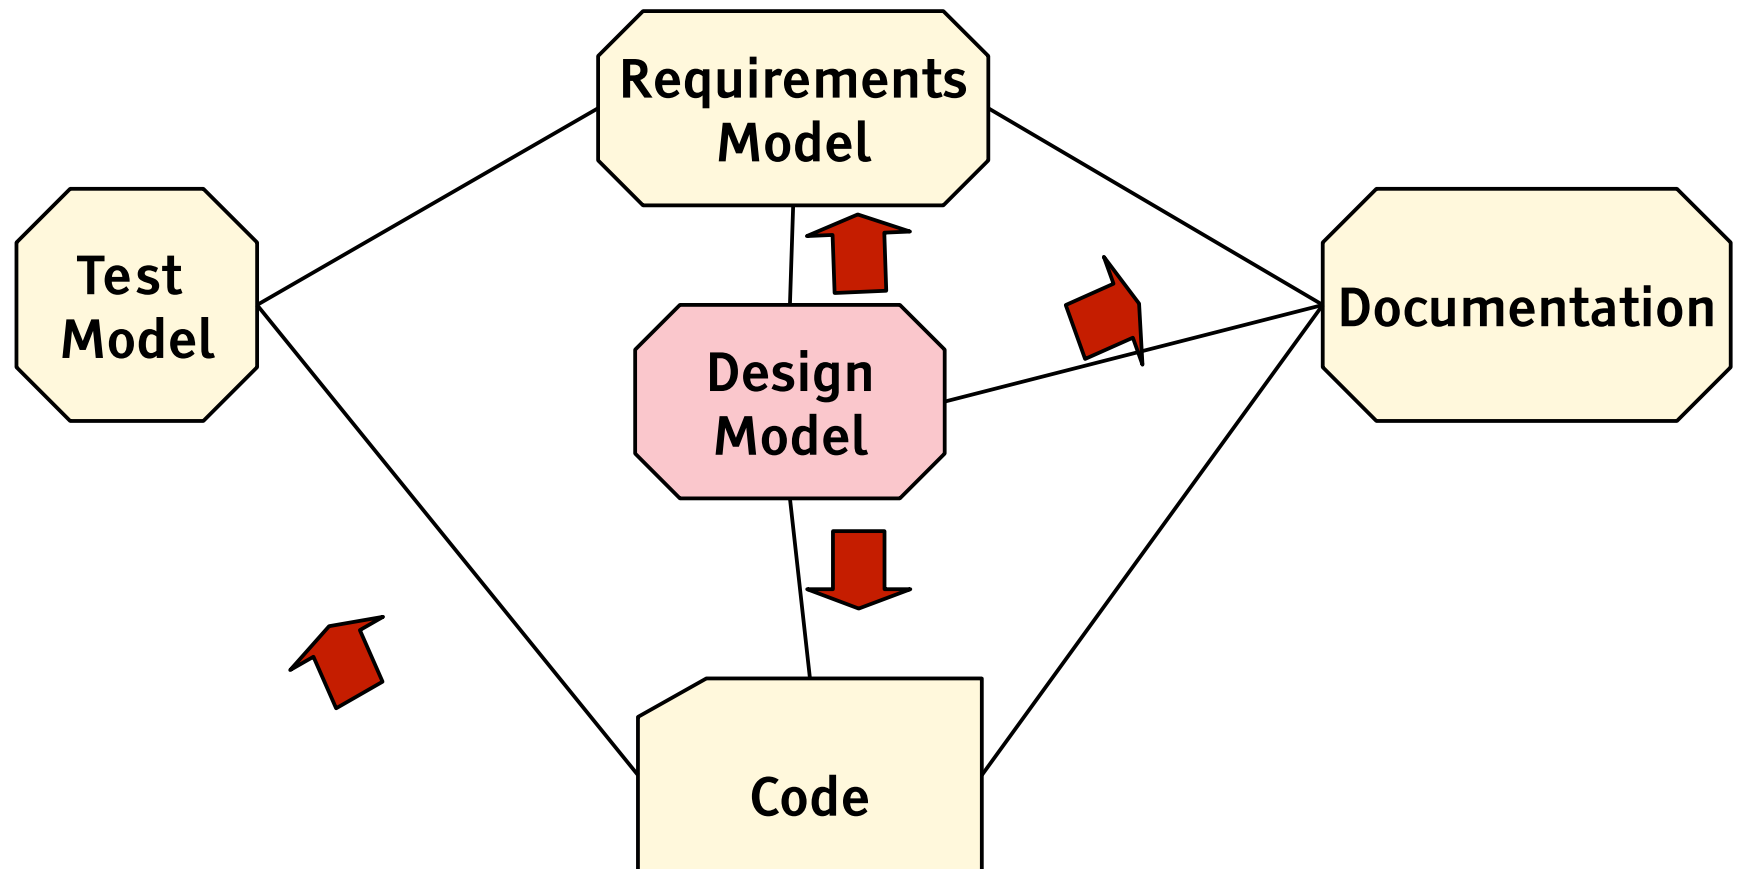 Requirements
Model
Test
Model
Documentation
Design
Model
Code